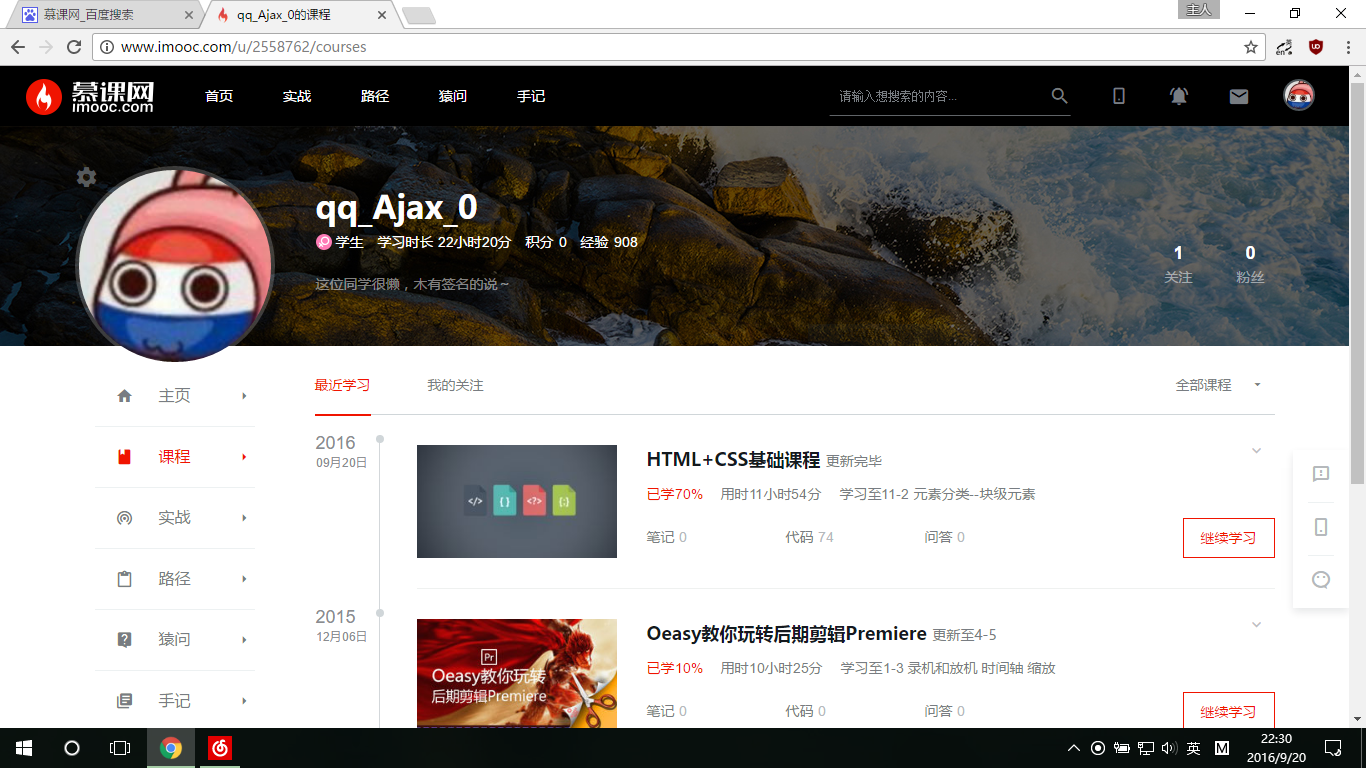 慕课网_百度搜索
qq_Ajax_0的课程
主人
www.imooc.com/u/2558762/courses
英
en
慕课网
imooc.com
首页 实战 路径 猿问 手记
请输入想搜索的内容...
qq_Ajax_0
学生 学习时长 22小时20分 积分 0 经验 908
这位同学很懒，木有签名的说～
1 0
关注 粉丝
主页
课程
实战
路径
猿问
手记
最近学习 我的关注 全部课程
2016
09月20日
</> { } <?> {;}
HTML+CSS基础课程 更新完毕
已学70% 用时11小时54分 学习至11-2 元素分类--块级元素
笔记 0 代码 74 问答 0
继续学习
2015
12月06日
Pr
Oeasy教你玩转
后期剪辑Premiere
Oeasy教你玩转后期剪辑Premiere 更新至4-5
已学10% 用时10小时25分 学习至1-3 录机和放机 时间轴 缩放
笔记 0 代码 0 问答 0
继续学习
英
M
22:30
2016/9/20